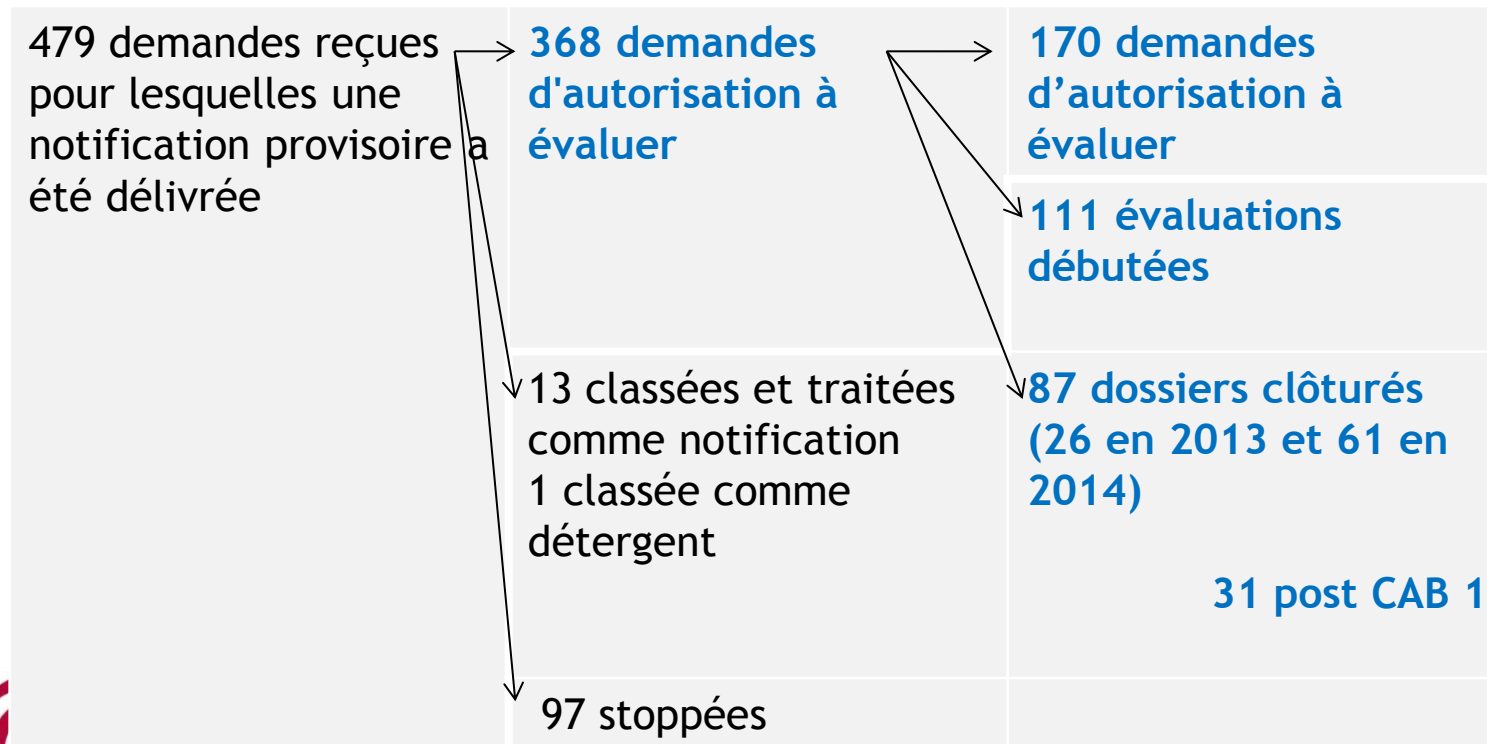 479 demandes reçues
pour lesquelles une
notification provisoire a
été délivrée
368 demandes
d'autorisation à
évaluer
170 demandes
d’autorisation à
évaluer
111 évaluations
débutées
13 classées et traitées
comme notification
1 classée comme
détergent
87 dossiers clôturés
(26 en 2013 et 61 en
2014)
31 post CAB 1
97 stoppées